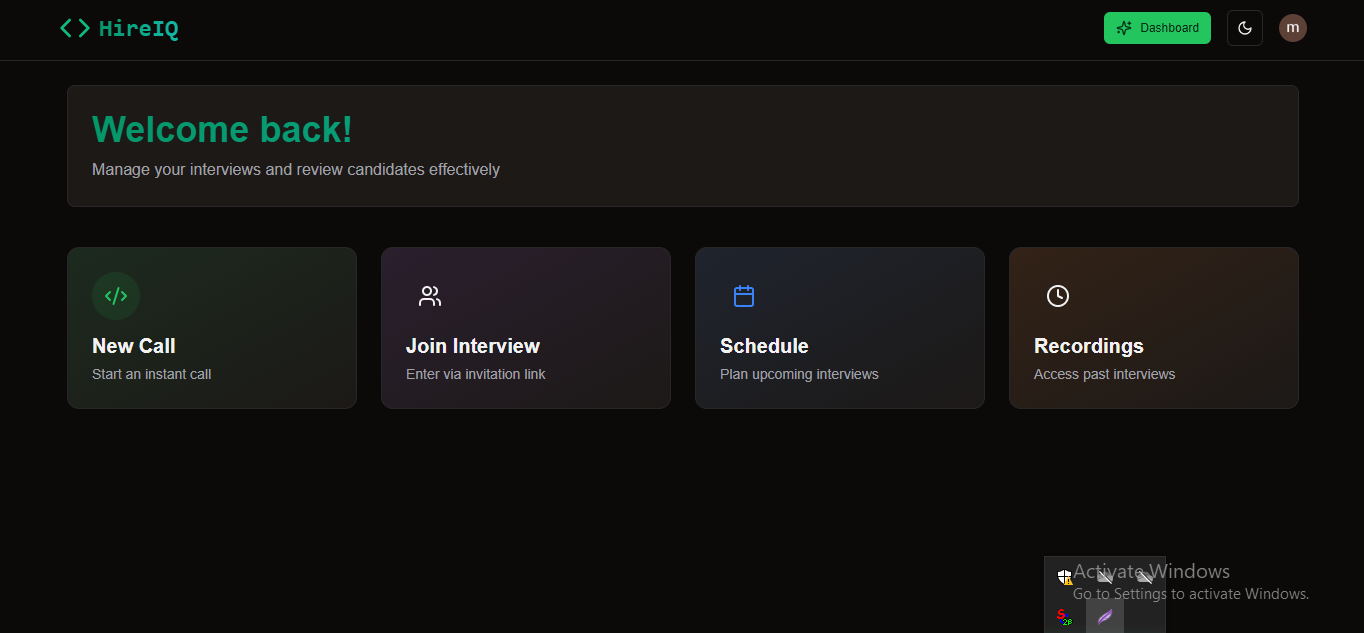 HireIQ
Dashboard
m
Welcome back!
Manage your interviews and review candidates effectively
New Call
Start an instant call
Join Interview
Enter via invitation link
Schedule
Plan upcoming interviews
Recordings
Access past interviews
Activate Windows
Go to Settings to activate Windows.